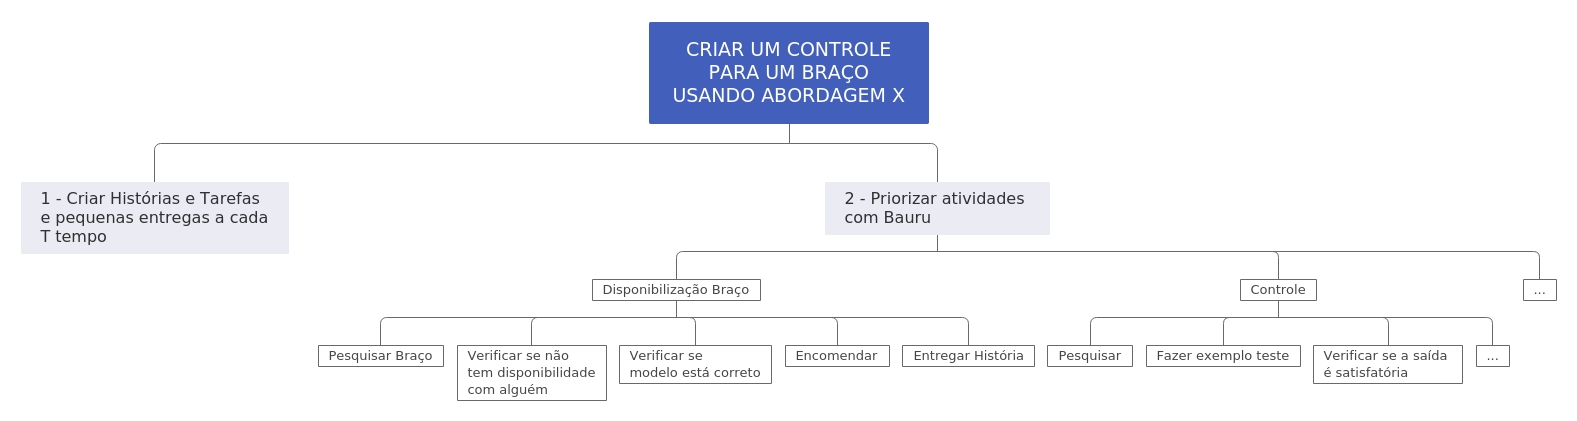 CRIAR UM CONTROLE
PARA UM BRAÇO
USANDO ABORDAGEM X
1 - Criar Histórias e Tarefas
e pequenas entregas a cada
T tempo
2 - Priorizar atividades
com Bauru
Disponibilização Braço
Controle
...
Pesquisar Braço
Verificar se não
tem disponibilidade
com alguém
Verificar se
modelo está correto
Encomendar
Entregar História
Pesquisar
Fazer exemplo teste
Verificar se a saída
é satisfatória
...